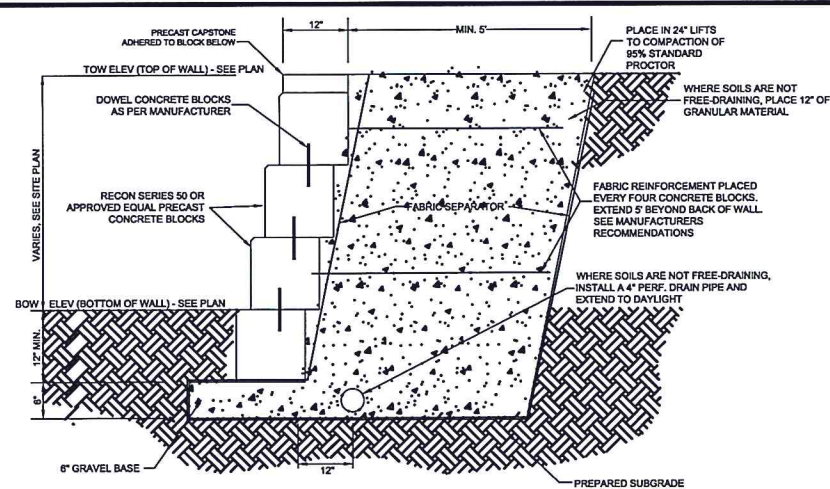 12"
MIN. 5'
PRECAST CAPSTONE
ADHERED TO BLOCK BELOW
TOW ELEV (TOP OF WALL) - SEE PLAN
DOWEL CONCRETE BLOCKS
AS PER MANUFACTURER
RECON SERIES 50 OR
APPROVED EQUAL PRECAST
CONCRETE BLOCKS
VARIES, SEE SITE PLAN
BOW ELEV (BOTTOM OF WALL) - SEE PLAN
12" MIN.
6"
6" GRAVEL BASE
12"
FABRIC SEPARATOR
PLACE IN 24" LIFTS
TO COMPACTION OF
95% STANDARD
PROCTOR
WHERE SOILS ARE NOT
FREE-DRAINING, PLACE 12" OF
GRANULAR MATERIAL
FABRIC REINFORCEMENT PLACED
EVERY FOUR CONCRETE BLOCKS.
EXTEND 5' BEYOND BACK OF WALL.
SEE MANUFACTURERS
RECOMMENDATIONS
WHERE SOILS ARE NOT FREE-DRAINING,
INSTALL A 4" PERF. DRAIN PIPE AND
EXTEND TO DAYLIGHT
PREPARED SUBGRADE